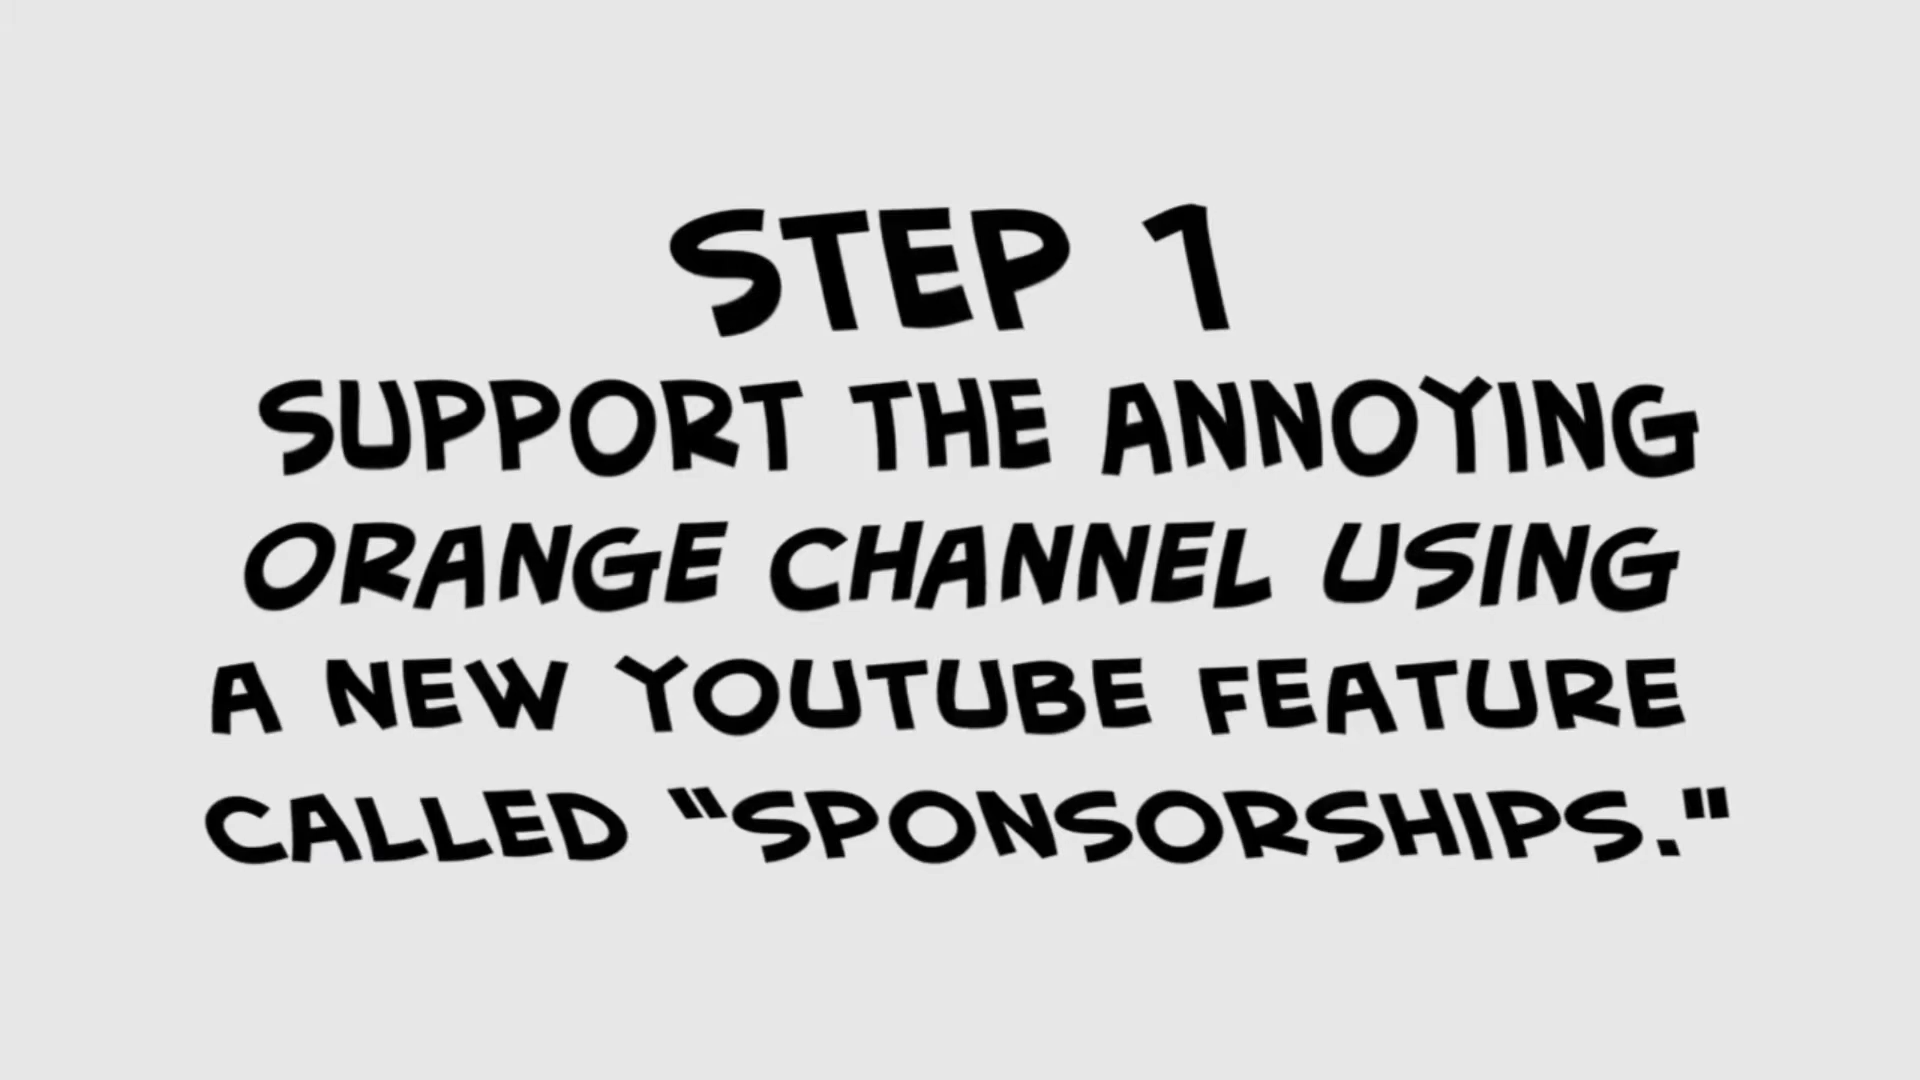 STEP 1
SUPPORT THE ANNOYING
ORANGE CHANNEL USING
A NEW YOUTUBE FEATURE
CALLED “SPONSORSHIPS."